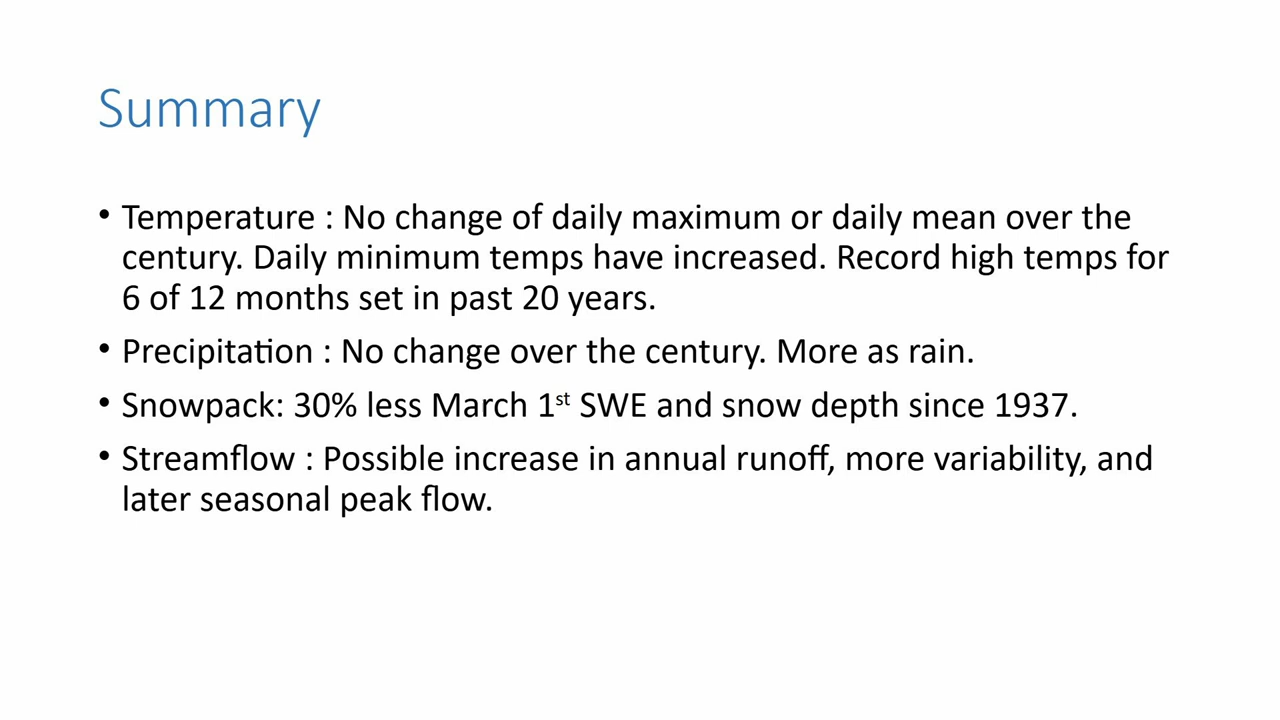 Summary
• Temperature : No change of daily maximum or daily mean over the
century. Daily minimum temps have increased. Record high temps for
6 of 12 months set in past 20 years.
• Precipitation : No change over the century. More as rain.
• Snowpack: 30% less March 1st SWE and snow depth since 1937.
• Streamflow : Possible increase in annual runoff, more variability, and
later seasonal peak flow.